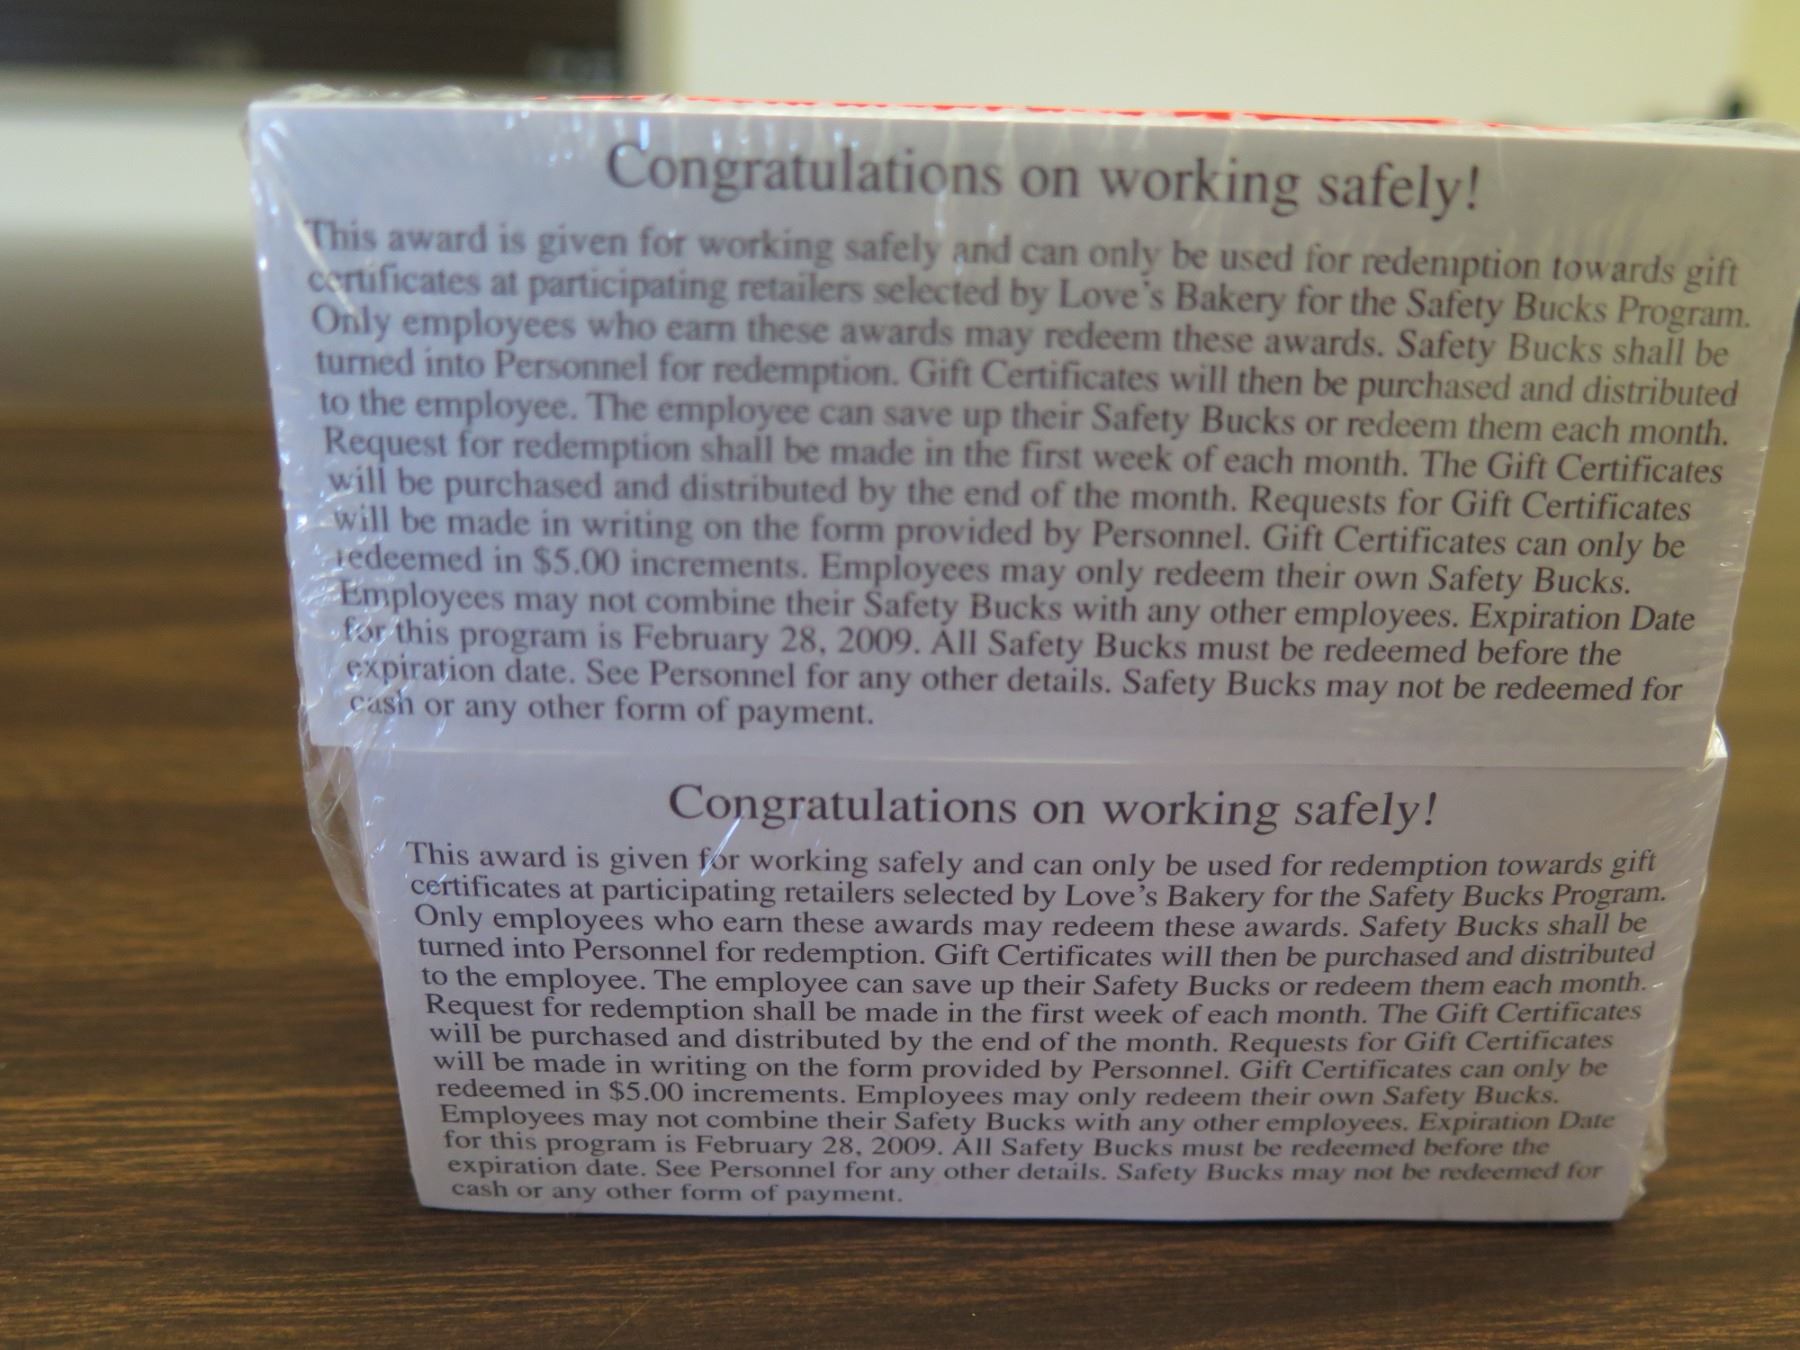 Congratulations on working safely!
This award is given for working safely and can only be used for redemption towards gift
certificates at participating retailers selected by Love's Bakery for the Safety Bucks Program.
Only employees who earn these awards may redeem these awards. Safety Bucks shall be
turned into Personnel for redemption. Gift Certificates will then be purchased and distributed
to the employee. The employee can save up their Safety Bucks or redeem them each month.
Request for redemption shall be made in the first week of each month. The Gift Certificates
will be purchased and distributed by the end of the month. Requests for Gift Certificates
will be made in writing on the form provided by Personnel. Gift Certificates can only be
redeemed in $5.00 increments. Employees may only redeem their own Safety Bucks.
Employees may not combine their Safety Bucks with any other employees. Expiration Date
for this program is February 28, 2009. All Safety Bucks must be redeemed before the
expiration date. See Personnel for any other details. Safety Bucks may not be redeemed for
cash or any other form of payment.
Congratulations on working safely!
This award is given for working safely and can only be used for redemption towards gift
certificates at participating retailers selected by Love's Bakery for the Safety Bucks Program.
Only employees who earn these awards may redeem these awards. Safety Bucks shall be
turned into Personnel for redemption. Gift Certificates will then be purchased and distributed
to the employee. The employee can save up their Safety Bucks or redeem them each month.
Request for redemption shall be made in the first week of each month. The Gift Certificates
will be purchased and distributed by the end of the month. Requests for Gift Certificates
will be made in writing on the form provided by Personnel. Gift Certificates can only be
redeemed in $5.00 increments. Employees may only redeem their own Safety Bucks.
Employees may not combine their Safety Bucks with any other employees. Expiration Date
for this program is February 28, 2009. All Safety Bucks must be redeemed before the
expiration date. See Personnel for any other details. Safety Bucks may not be redeemed for
cash or any other form of payment.